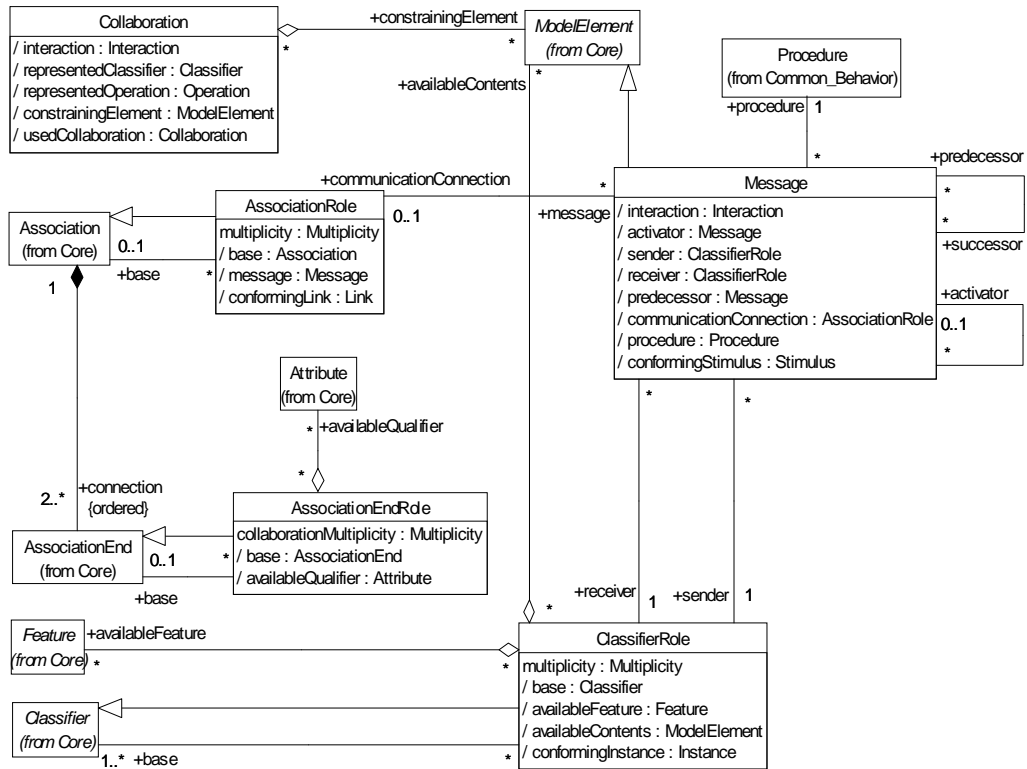 Collaboration
/ interaction : Interaction
/ representedClassifier : Classifier
/ representedOperation : Operation
/ constrainingElement : ModelElement
/ usedCollaboration : Collaboration
+constrainingElement
*
*
ModelElement
(from Core)
+availableContents
*
Procedure
(from Common_Behavior)
+procedure
1
*
+predecessor
*
*
+successor
+activator
0..1
*
Message
/ interaction : Interaction
/ activator : Message
/ sender : ClassifierRole
/ receiver : ClassifierRole
/ predecessor : Message
/ communicationConnection : AssociationRole
/ procedure : Procedure
/ conformingStimulus : Stimulus
+communicationConnection
0..1
*
+message
AssociationRole
multiplicity : Multiplicity
/ base : Association
/ message : Message
/ conformingLink : Link
Association
(from Core)
0..1
+base
*
1
Attribute
(from Core)
*
+availableQualifier
*
+connection
2..*
{ordered}
AssociationEndRole
collaborationMultiplicity : Multiplicity
/ base : AssociationEnd
/ availableQualifier : Attribute
AssociationEnd
(from Core)
0..1
*
+base
*
*
+receiver
1
+sender
1
*
Feature
(from Core)
+availableFeature
*
*
ClassifierRole
multiplicity : Multiplicity
/ base : Classifier
/ availableFeature : Feature
/ availableContents : ModelElement
/ conformingInstance : Instance
Classifier
(from Core)
1..*
+base
*